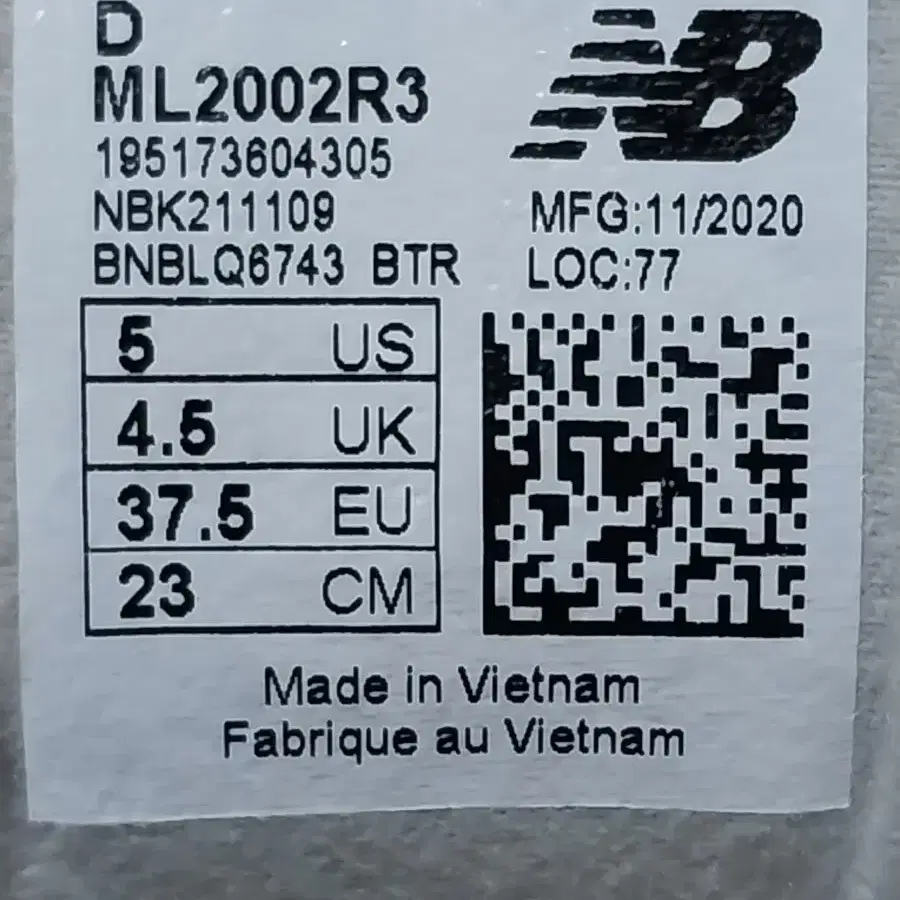 D
ML2002R3
195173604305
NBK211109
BNBLQ6743 BTR
NB
MFG:11/2020
LOC:77
5 US
4.5 UK
37.5 EU
23 CM
Made in Vietnam
Fabrique au Vietnam